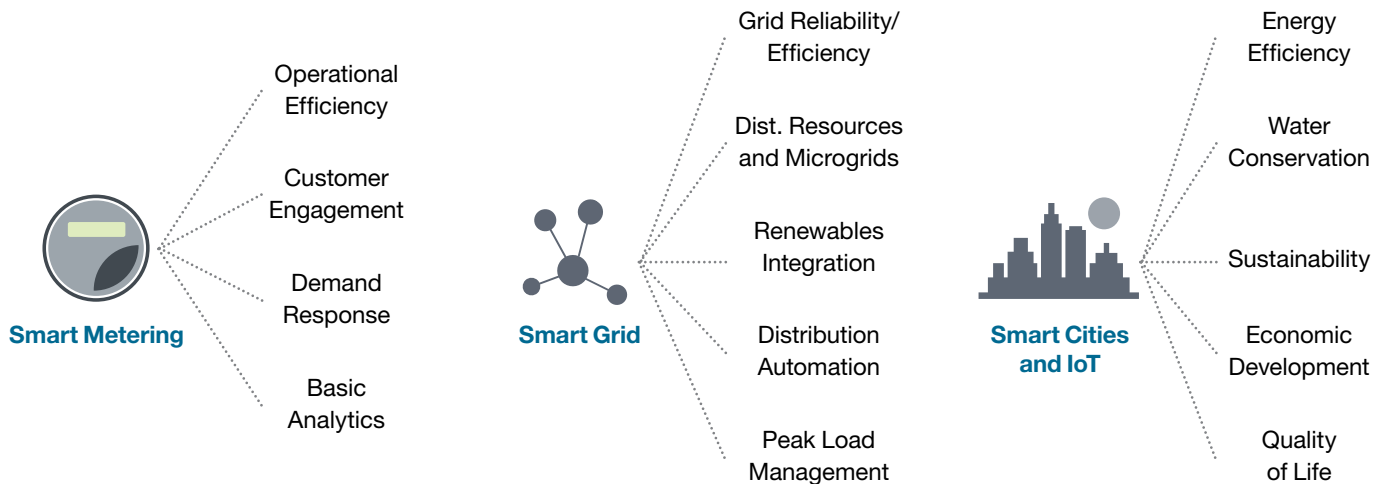 Smart Metering
Operational
Efficiency
Customer
Engagement
Demand
Response
Basic
Analytics
Smart Grid
Grid Reliability/
Efficiency
Dist. Resources
and Microgrids
Renewables
Integration
Distribution
Automation
Peak Load
Management
Smart Cities
and IoT
Energy
Efficiency
Water
Conservation
Sustainability
Economic
Development
Quality
of Life